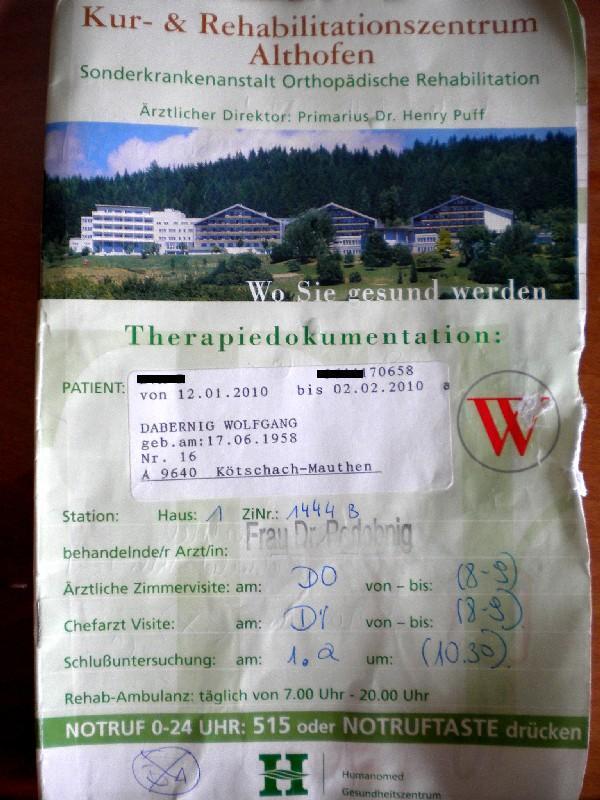 Kur- & Rehabilitationszentrum
Althofen
Sonderkrankenanstalt Orthopädische Rehabilitation
Ärztlicher Direktor: Primarius Dr. Henry Puff
Wo Sie gesund werden
Therapiedokumentation:
PATIENT:
170658
von 12.01.2010 bis 02.02.2010 a
DABERNIG WOLFGANG
geb.am:17.06.1958
Nr. 16
A 9640 Kötschach-Mauthen
W
Station: Haus: 1 ZiNr.: 1444 B
behandelnde/r Arzt/in: Frau Dr.
Ärztliche Zimmervisite: am: DO von – bis: (8-30)
Chefarzt Visite: am: DI von – bis: (8-30)
Schlußuntersuchung: am: 1.2 um: (10.30)
Rehab-Ambulanz: täglich von 7.00 Uhr - 20.00 Uhr
NOTRUF 0-24 UHR: 515 oder NOTRUFTASTE drücken
H
Humanomed
Gesundheitszentrum